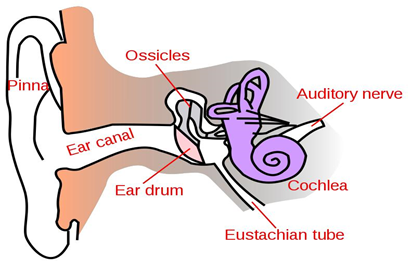 Ossicles
Pinna
Auditory nerve
Ear canal
Ear drum
Cochlea
Eustachian tube